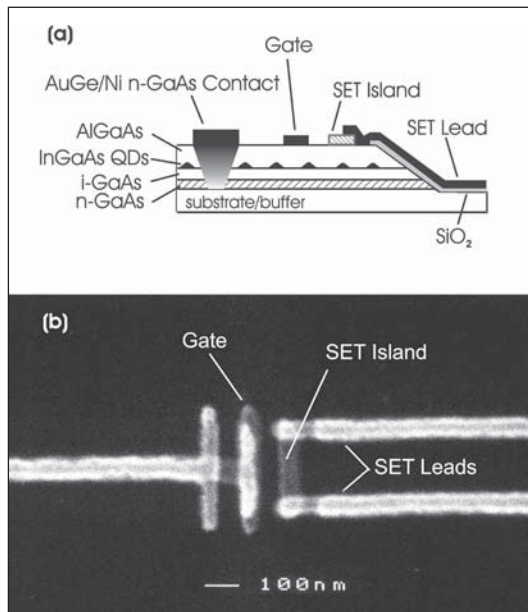 (a)
Gate
AuGe/Ni n-GaAs Contact
SET Island
AlGaAs
InGaAs QDs
i-GaAs
n-GaAs
substrate/buffer
SET Lead
SiO₂
(b)
Gate
SET Island
SET Leads
100nm